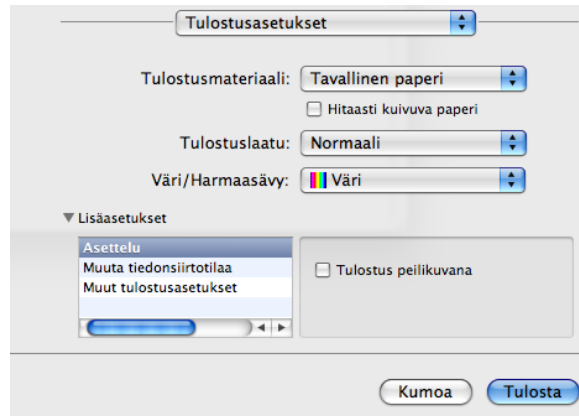 Tulostusasetukset
Tulostusmateriaali: Tavallinen paperi
Hitaasti kuivuva paperi
Tulostuslaatu: Normaali
Väri/Harmaasävy: Väri
Lisäasetukset
Asettelu
Muuta tiedonsiirtotilaa
Muut tulostusasetukset
Tulostus peilikuvana
Kumoa Tulosta